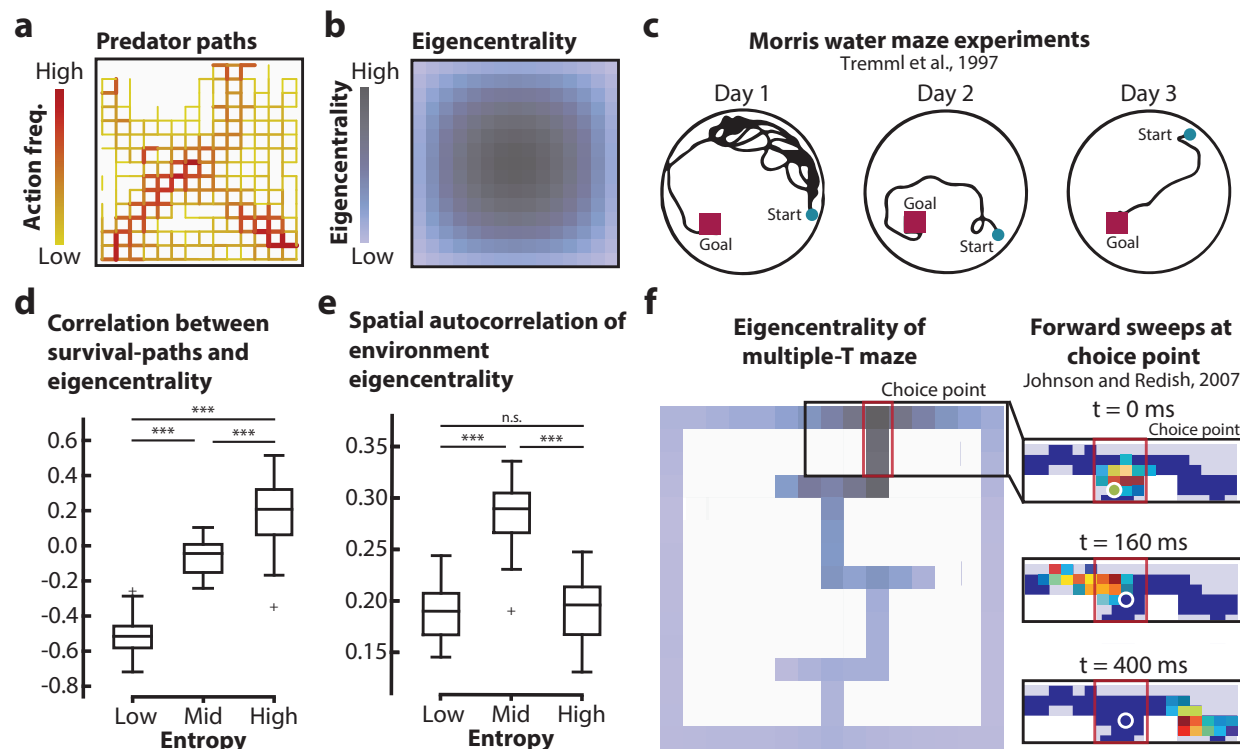 a
Predator paths
High
Action freq.
Low
b
Eigencentrality
High
Eigencentrality
Low
c
Morris water maze experiments
Tremml et al., 1997
Day 1
Start
Goal
Day 2
Goal
Start
Day 3
Start
Goal
d
Correlation between
survival-paths and
eigencentrality
***
***
***
0.6
0.4
0.2
0.0
-0.2
-0.4
-0.6
-0.8
+
+
Low
Mid
High
Entropy
e
Spatial autocorrelation of
environment
eigencentrality
n.s.
***
***
0.35
0.30
0.25
0.20
0.15
+
Low
Mid
High
Entropy
f
Eigencentrality of
multiple-T maze
Choice point
Forward sweeps at
choice point
Johnson and Redish, 2007
t = 0 ms
Choice point
t = 160 ms
t = 400 ms